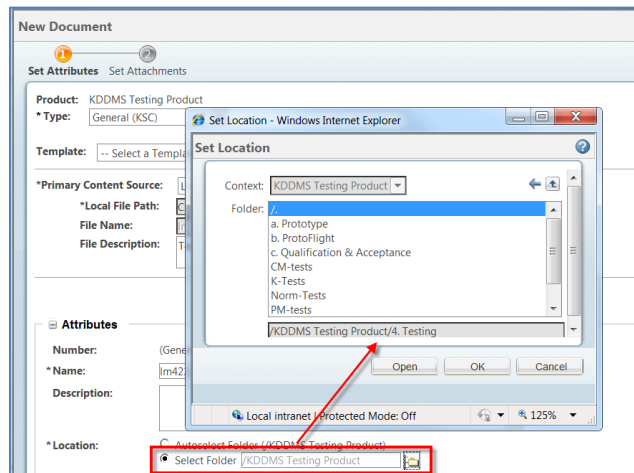 New Document
1 2
Set Attributes Set Attachments
Product: KDDMS Testing Product
* Type: General (KSC)
Template: -- Select a Templa
*Primary Content Source:
*Local File Path:
File Name:
File Description:
Attributes
Number: (Gene
* Name: Im42
Description:
* Location: Autoselect Folder (/KDDMS Testing Product)
Select Folder /KDDMS Testing Product
Set Location - Windows Internet Explorer
Set Location ?
Context: KDDMS Testing Product
Folder: /.
a. Prototype
b. ProtoFlight
c. Qualification & Acceptance
CM-tests
K-Tests
Norm-Tests
PM-tests
/KDDMS Testing Product/4. Testing
Open OK Cancel
Local intranet | Protected Mode: Off 125%